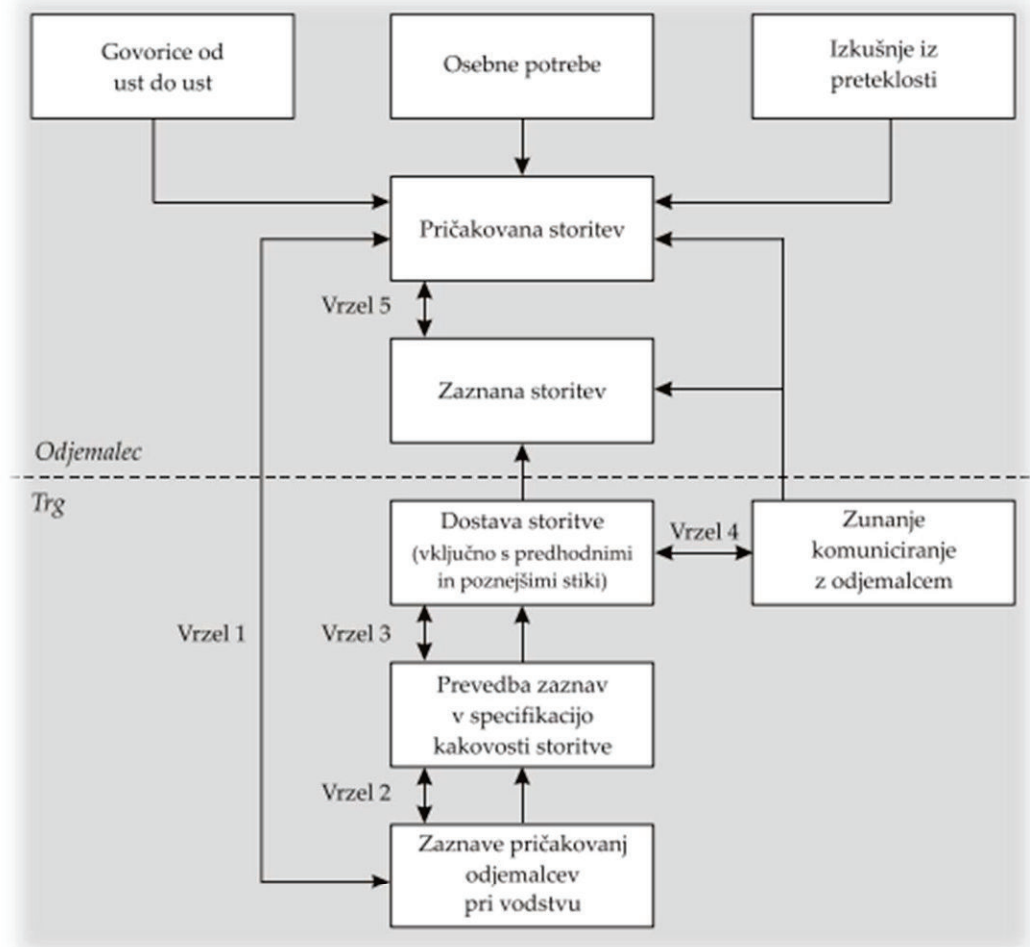 Govorice od
ust do ust
Osebne potrebe
Izkušnje iz
preteklosti
Pričakovana storitev
Vrzel 5
Zaznana storitev
Odjemalec
Trg
Dostava storitve
(vključno s predhodnimi
in poznejšimi stiki)
Vrzel 4
Zunanje
komuniciranje
z odjemalcem
Vrzel 1
Vrzel 3
Prevedba zaznav
v specifikacijo
kakovosti storitve
Vrzel 2
Zaznave pričakovanj
odjemalcev
pri vodstvu